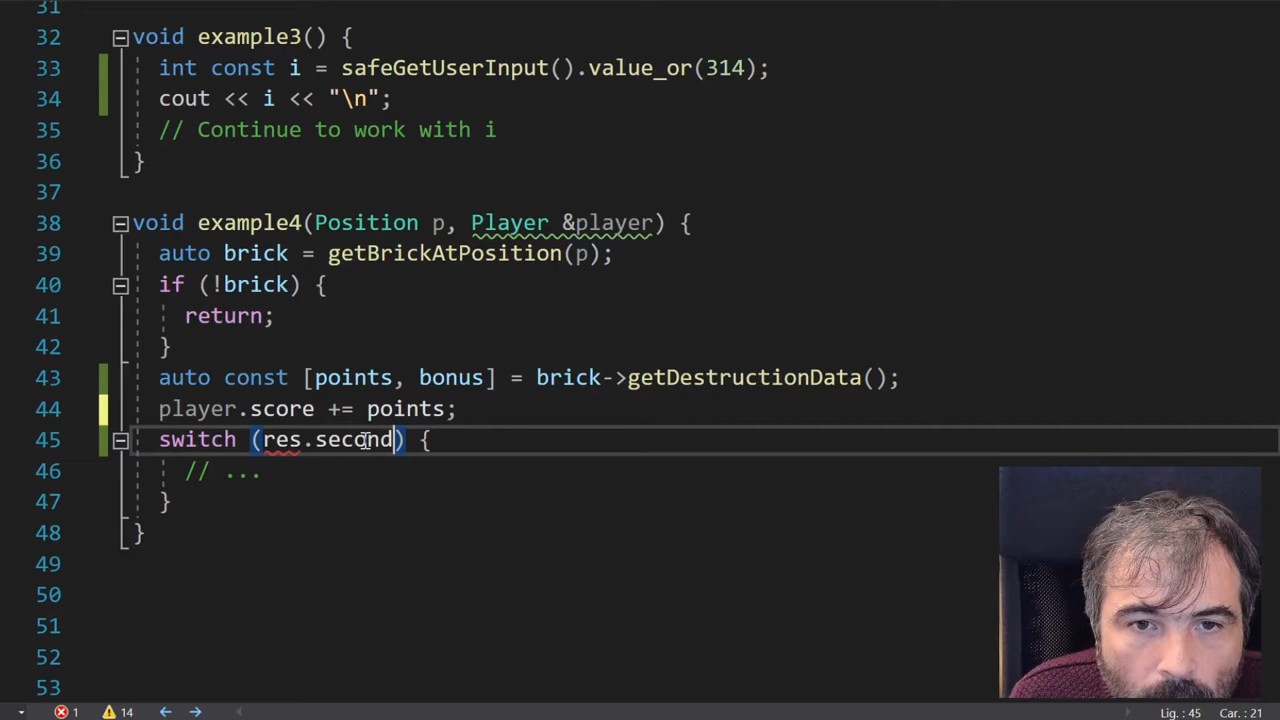 31
32 void example3() {
33 int const i = safeGetUserInput().value_or(314);
34 cout << i << "\n";
35 // Continue to work with i
36 }
37
38 void example4(Position p, Player &player) {
39 auto brick = getBrickAtPosition(p);
40 if (!brick) {
41 return;
42 }
43 auto const [points, bonus] = brick->getDestructionData();
44 player.score += points;
45 switch (res.second) {
46 // ...
47 }
48 }
49
50
51
52
53
1 14 Lig. : 45 Car. : 21